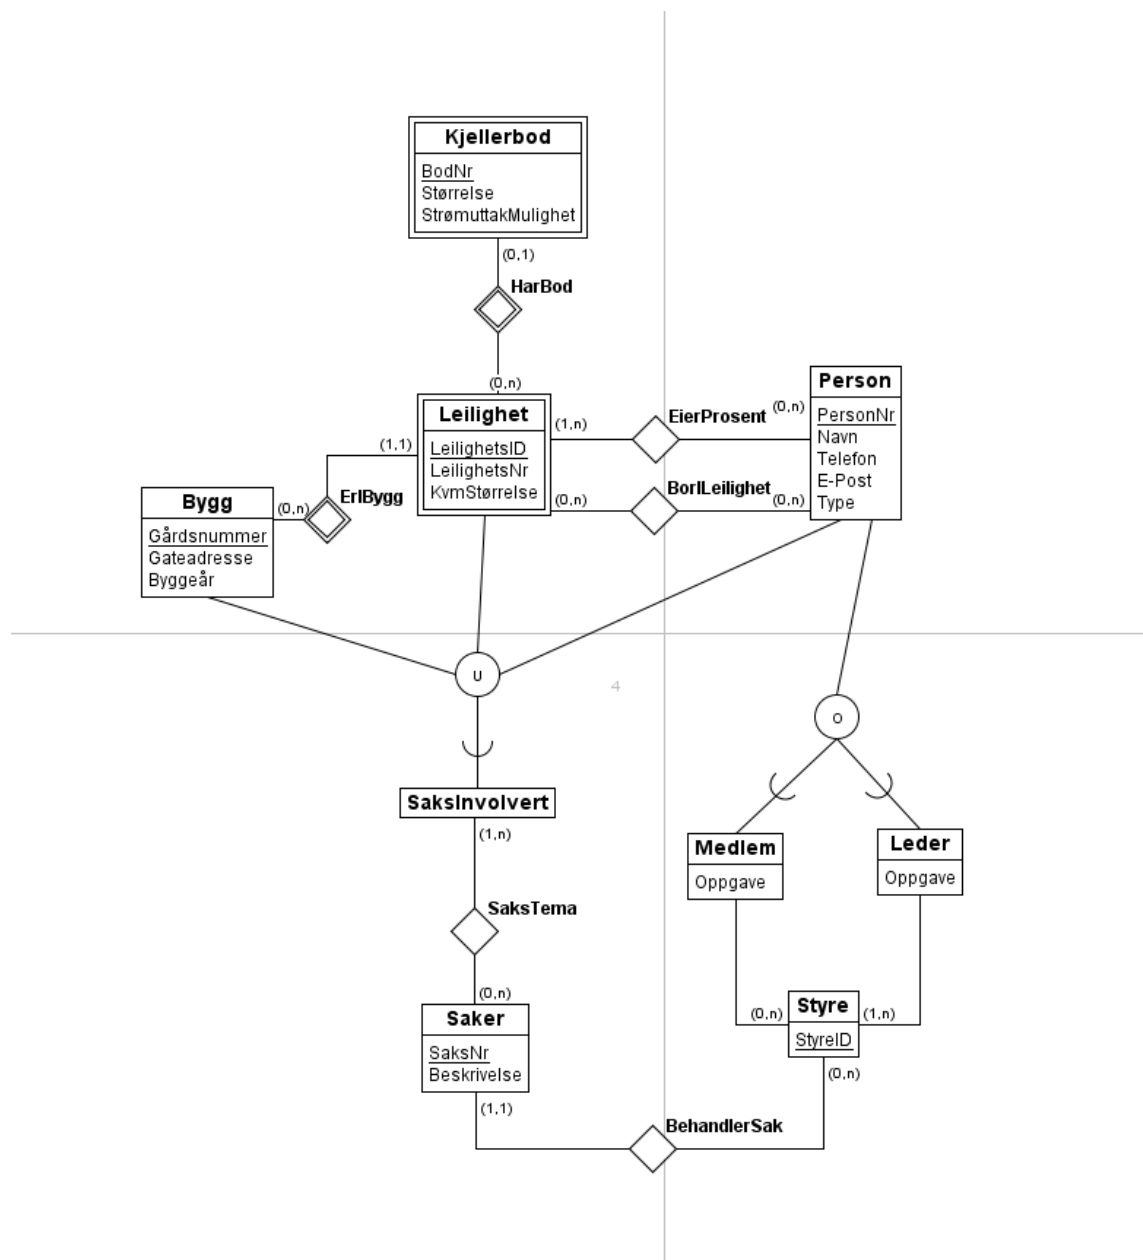 Kjellerbod
BodNr
Størrelse
StrømuttakMulighet
(0,1)
HarBod
(0,n)
Leilighet
LeilighetsID
LeilighetsNr
KvmStørrelse
(1,n)
EierProsent
(0,n)
(0,n)
BorILeilighet
(0,n)
Person
PersonNr
Navn
Telefon
E-Post
Type
(1,1)
ErIBygg
(0,n)
Bygg
Gårdsnummer
Gateadresse
Byggeår
U
4
O
SaksInvolvert
(1,n)
SaksTema
(0,n)
Saker
SaksNr
Beskrivelse
(1,1)
Medlem
Oppgave
Leder
Oppgave
(0,n)
Styre
StyreID
(1,n)
(0,n)
BehandlerSak